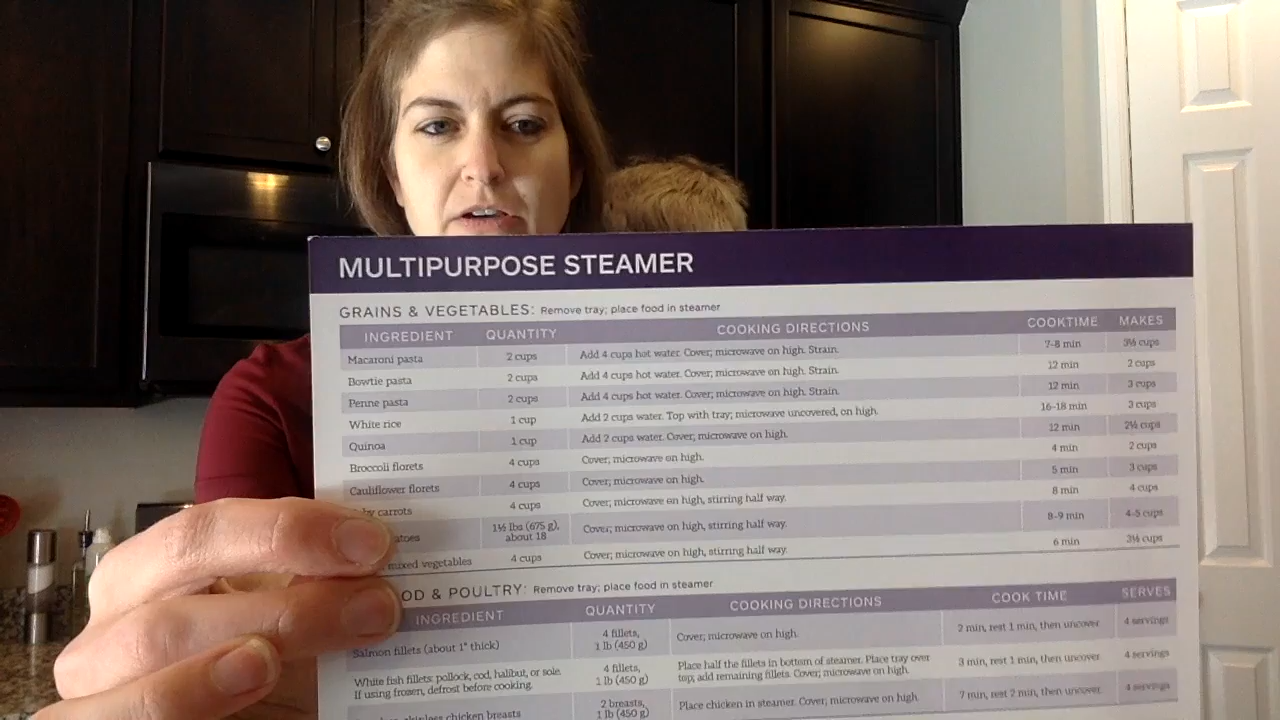 MULTIPURPOSE STEAMER
GRAINS & VEGETABLES: Remove tray; place food in steamer
INGREDIENT QUANTITY COOKING DIRECTIONS COOKTIME MAKES
Macaroni pasta 2 cups Add 4 cups hot water. Cover; microwave on high. Strain. 7-8 min 3½ cups
Bowtie pasta 2 cups Add 4 cups hot water. Cover; microwave on high. Strain. 12 min 2 cups
Penne pasta 2 cups Add 4 cups hot water. Cover; microwave on high. Strain. 12 min 3 cups
White rice 1 cup Add 2 cups water. Top with tray; microwave uncovered, on high. 16-18 min 3 cups
Quinoa 1 cup Add 2 cups water. Cover; microwave on high. 12 min 2½ cups
Broccoli florets 4 cups Cover; microwave on high. 4 min 2 cups
Cauliflower florets 4 cups Cover; microwave on high. 5 min 3 cups
by carrots 4 cups Cover; microwave on high, stirring half way. 8 min 4 cups
atoes 1½ lbs (675 g), about 18 Cover; microwave on high, stirring half way. 8-9 min 4-5 cups
mixed vegetables 4 cups Cover; microwave on high, stirring half way. 6 min 3½ cups
OD & POULTRY: Remove tray; place food in steamer
INGREDIENT QUANTITY COOKING DIRECTIONS COOK TIME SERVES
Salmon fillets (about 1" thick) 4 fillets, 1 lb (450 g) Cover; microwave on high. 2 min, rest 1 min, then uncover 4 servings
White fish fillets: pollock, cod, halibut, or sole. 4 fillets, Place half the fillets in bottom of steamer. Place tray over 3 min, rest 1 min, then uncover 4 servings
If using frozen, defrost before cooking. 1 lb (450 g) top; add remaining fillets. Cover; microwave on high.
skinless chicken breasts 2 breasts, 1 lb (450 g) Place chicken in steamer. Cover; microwave on high. 7 min, rest 2 min, then uncover 4 servings